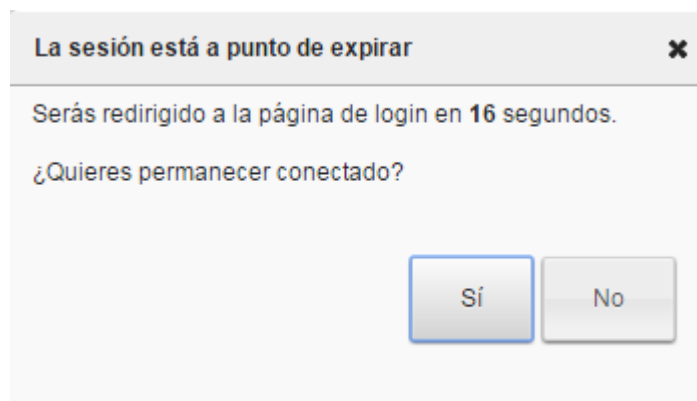 La sesión está a punto de expirar
Serás redirigido a la página de login en 16 segundos.
¿Quieres permanecer conectado?
Sí
No